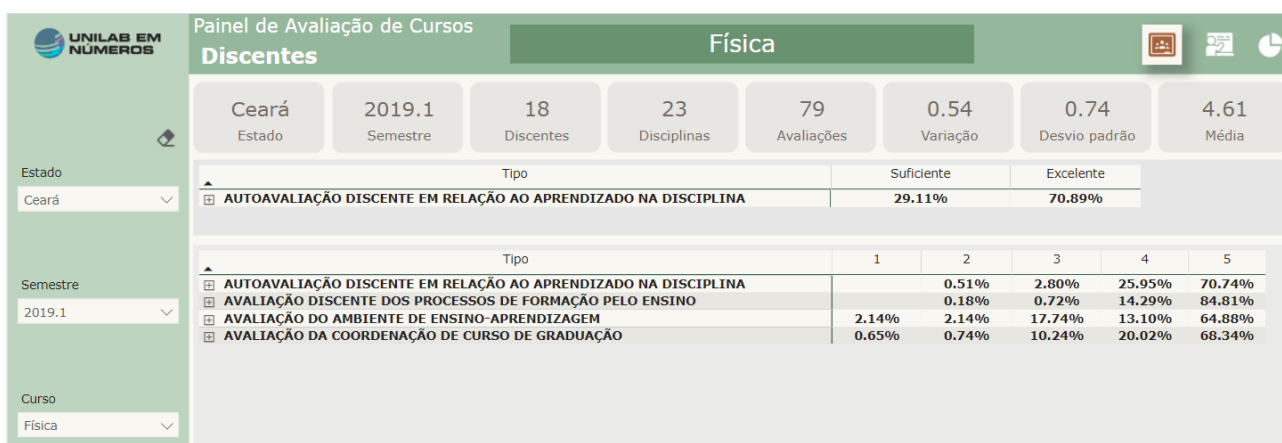 UNILAB EM
NÚMEROS
Painel de Avaliação de Cursos
Discentes
Física
Ceará 2019.1 18 23 79 0.54 0.74 4.61
Estado Semestre Discentes Disciplinas Avaliações Variação Desvio padrão Média
Estado
Ceará
Tipo Suficiente Excelente
AUTOAVALIAÇÃO DISCENTE EM RELAÇÃO AO APRENDIZADO NA DISCIPLINA 29.11% 70.89%
Semestre
2019.1
Tipo 1 2 3 4 5
AUTOAVALIAÇÃO DISCENTE EM RELAÇÃO AO APRENDIZADO NA DISCIPLINA 0.51% 2.80% 25.95% 70.74%
AVALIAÇÃO DISCENTE DOS PROCESSOS DE FORMAÇÃO PELO ENSINO 0.18% 0.72% 14.29% 84.81%
AVALIAÇÃO DO AMBIENTE DE ENSINO-APRENDIZAGEM 2.14% 2.14% 17.74% 13.10% 64.88%
AVALIAÇÃO DA COORDENAÇÃO DE CURSO DE GRADUAÇÃO 0.65% 0.74% 10.24% 20.02% 68.34%
Curso
Física